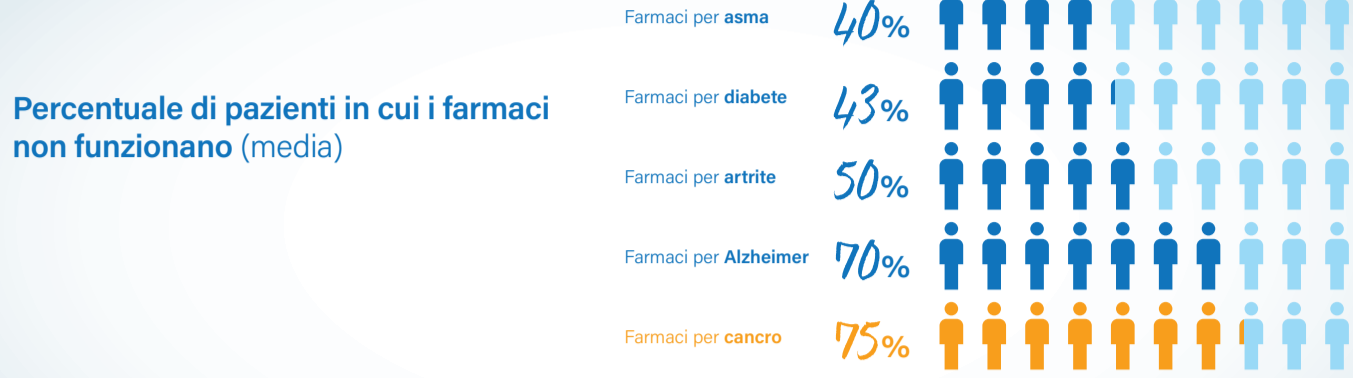 Farmaci per asma 40%
Percentuale di pazienti in cui i farmaci
non funzionano (media)
Farmaci per diabete 43%
Farmaci per artrite 50%
Farmaci per Alzheimer 70%
Farmaci per cancro 75%